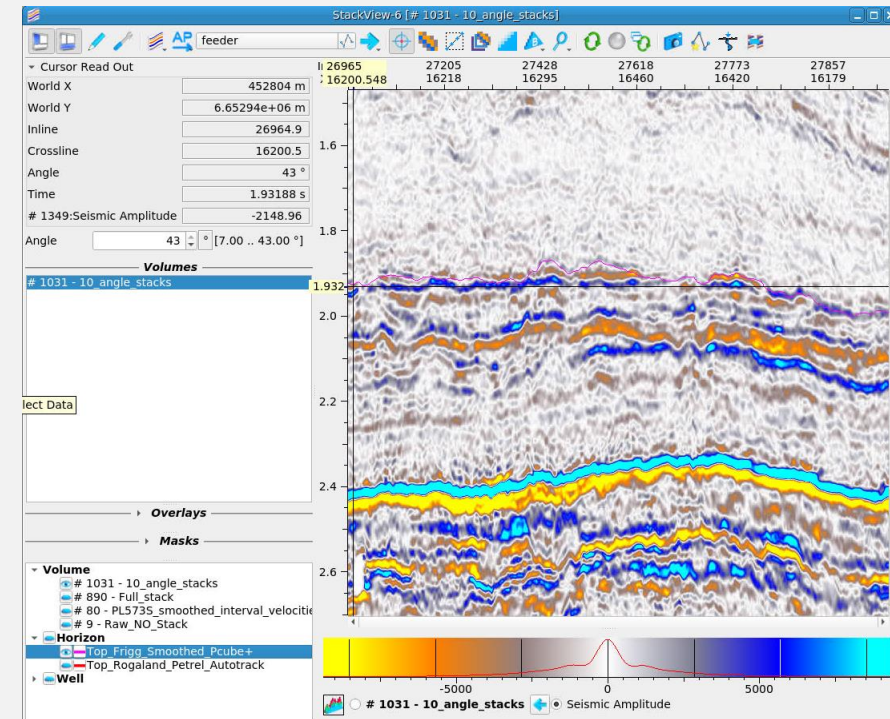 StackView-6 [# 1031 - 10_angle_stacks]
AP feeder
Cursor Read Out
World X 452804 m
World Y 6.65294e+06 m
Inline 26964.9
Crossline 16200.5
Angle 43 °
Time 1.93188 s
# 1349:Seismic Amplitude -2148.96
Angle 43 ° [7.00 .. 43.00 °]
Volumes
# 1031 - 10_angle_stacks
lect Data
Overlays
Masks
Volume
# 1031 - 10_angle_stacks
# 890 - Full_stack
# 80 - PL573S_smoothed_interval_velocitie
# 9 - Raw_NO_Stack
Horizon
Top_Frigg_Smoothed_Pcube+
Top_Rogaland_Petrel_Autotrack
Well
26965 27205 27428 27618 27773 27857
16200.548 16218 16295 16460 16420 16179
1.6
1.8
1.932
2.0
2.2
2.4
2.6
-5000 0 5000
# 1031 - 10_angle_stacks Seismic Amplitude